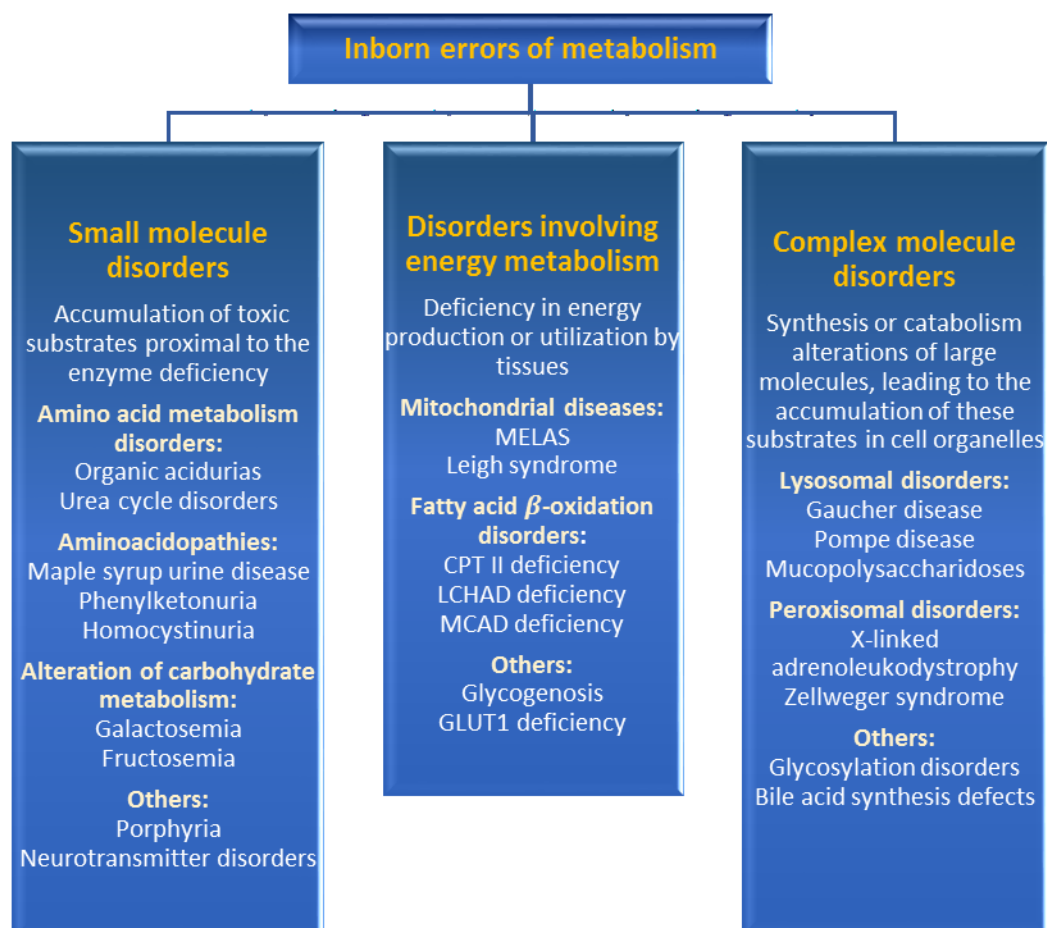 Inborn errors of metabolism
Small molecule
disorders
Accumulation of toxic
substrates proximal to the
enzyme deficiency
Amino acid metabolism
disorders:
Organic acidurias
Urea cycle disorders
Aminoacidopathies:
Maple syrup urine disease
Phenylketonuria
Homocystinuria
Alteration of carbohydrate
metabolism:
Galactosemia
Fructosemia
Others:
Porphyria
Neurotransmitter disorders
Disorders involving
energy metabolism
Deficiency in energy
production or utilization by
tissues
Mitochondrial diseases:
MELAS
Leigh syndrome
Fatty acid β-oxidation
disorders:
CPT II deficiency
LCHAD deficiency
MCAD deficiency
Others:
Glycogenosis
GLUT1 deficiency
Complex molecule
disorders
Synthesis or catabolism
alterations of large
molecules, leading to the
accumulation of these
substrates in cell organelles
Lysosomal disorders:
Gaucher disease
Pompe disease
Mucopolysaccharidoses
Peroxisomal disorders:
X-linked
adrenoleukodystrophy
Zellweger syndrome
Others:
Glycosylation disorders
Bile acid synthesis defects